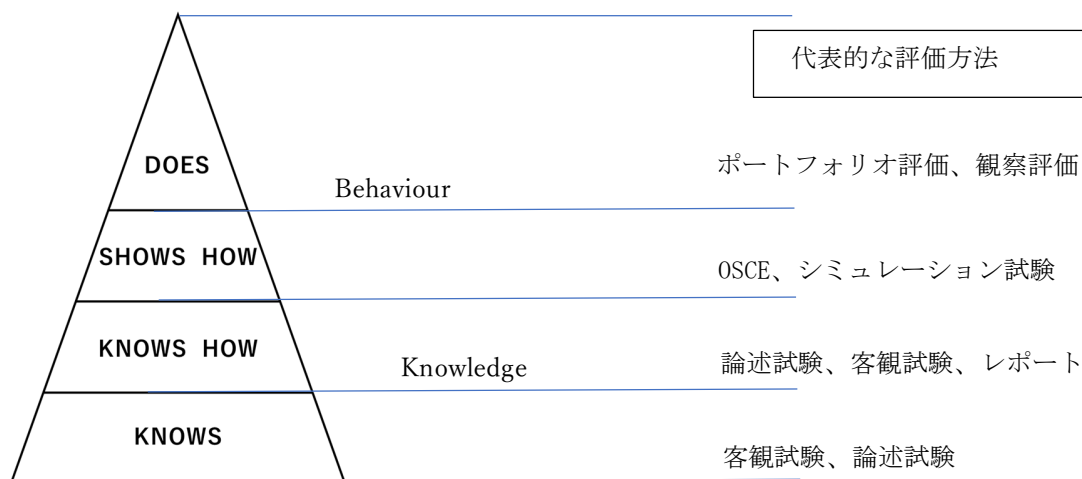 代表的な評価方法
DOES
Behaviour
ポートフォリオ評価、観察評価
SHOWS HOW
OSCE、シミュレーション試験
KNOWS HOW
Knowledge
論述試験、客観試験、レポート
KNOWS
客観試験、論述試験